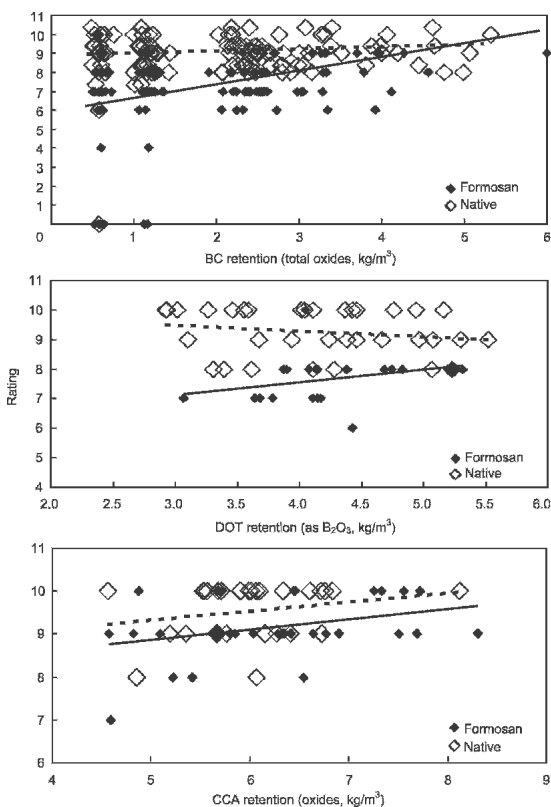 11
10
9
8
7
6
5
4
3
2
1
0 1 2 3 4 5 6
Formosan
Native
BC retention (total oxides, kg/m³)
11
10
9
8
7
6
5
4
Rating
2.0 2.5 3.0 3.5 4.0 4.5 5.0 5.5 6.0
Formosan
Native
DOT retention (as B₂O₃, kg/m³)
11
10
9
8
7
6
4 5 6 7 8 9
Formosan
Native
CCA retention (oxides, kg/m³)